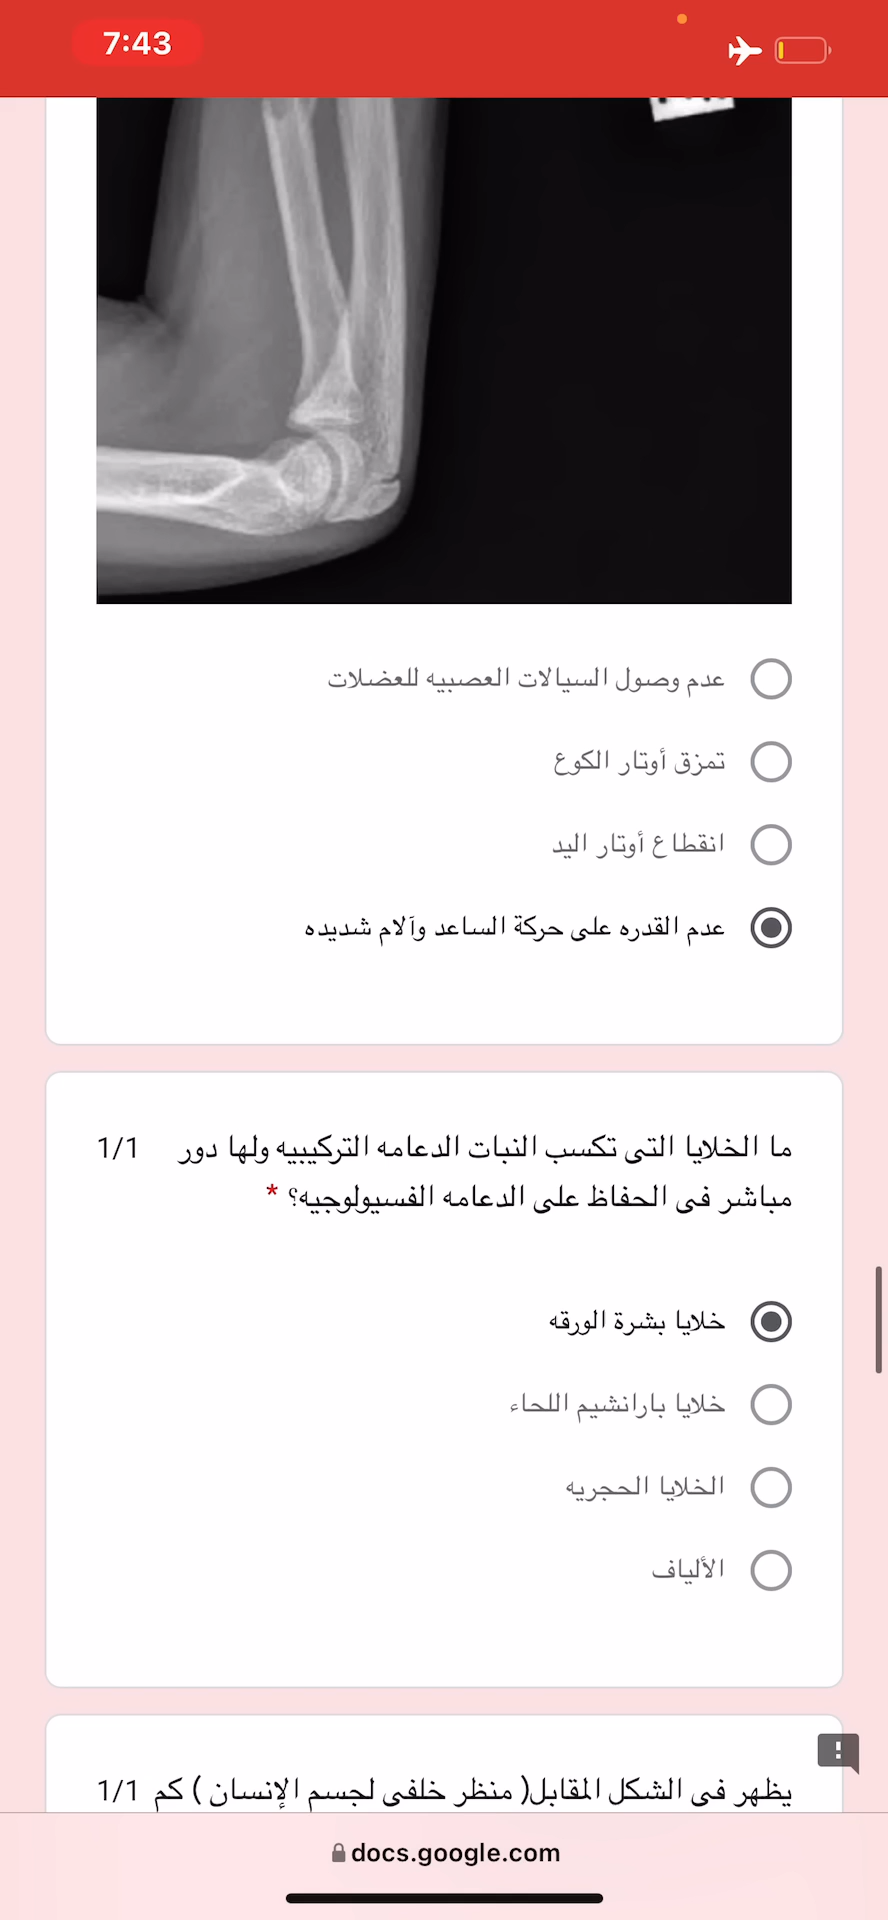 7:43
عدم وصول السيالات العصبيه للعضلات
تمزق أوتار الكوع
انقطاع أوتار اليد
عدم القدره على حركة الساعد وآلام شديده
ما الخلايا التى تكسب النبات الدعامه التركيبيه ولها دور 1/1
مباشر فى الحفاظ على الدعامه الفسيولوجيه؟ *
خلايا بشرة الورقه
خلايا بارانشيم اللحاء
الخلايا الحجريه
الألياف
يظهر فى الشكل المقابل( منظر خلفى لجسم الإنسان ) كم 1/1
docs.google.com